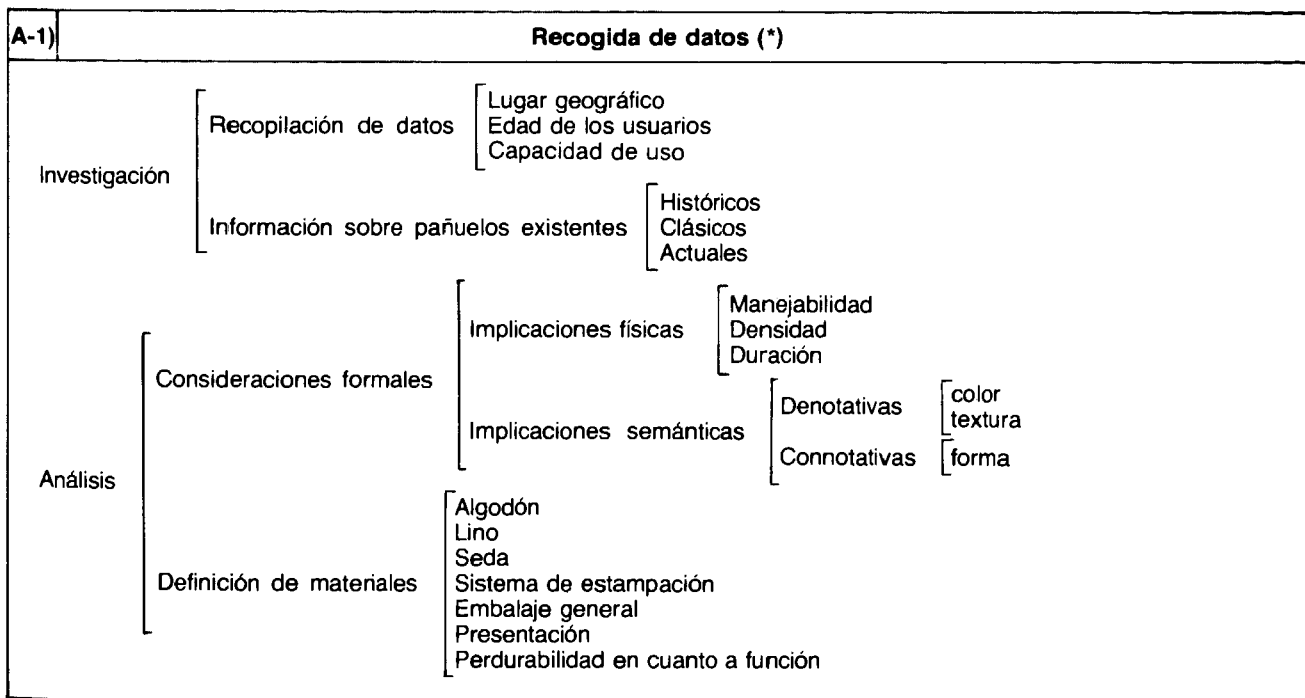 A-1) Recogida de datos (*)
Investigación
Recopilación de datos
Lugar geográfico
Edad de los usuarios
Capacidad de uso
Información sobre pañuelos existentes
Históricos
Clásicos
Actuales
Análisis
Consideraciones formales
Implicaciones físicas
Manejabilidad
Densidad
Duración
Implicaciones semánticas
Denotativas
color
textura
Connotativas
forma
Definición de materiales
Algodón
Lino
Seda
Sistema de estampación
Embalaje general
Presentación
Perdurabilidad en cuanto a función